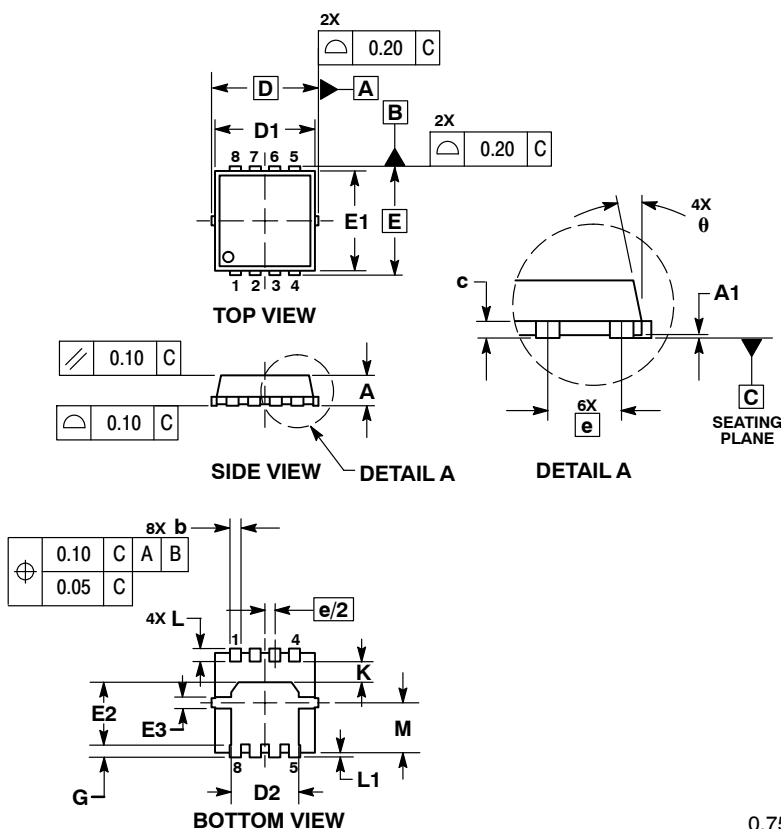 2X
⌓ 0.20 C
D A
B
D1
2X
⌓ 0.20 C
8 7 6 5
E1 E
4X
θ
c
A1
1 2 3 4
TOP VIEW
// 0.10 C
A
⌓ 0.10 C
6X
e
C
SEATING
PLANE
SIDE VIEW
DETAIL A
DETAIL A
8X b
⌖ 0.10 C A B
0.05 C
e/2
4X L
1 4
K
E2
E3
M
8 5
L1
G
D2
BOTTOM VIEW
0.75